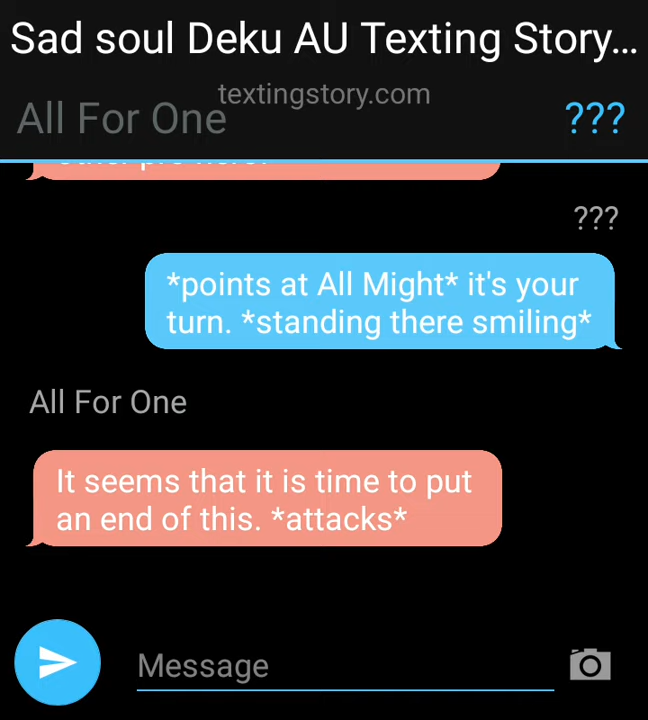 Sad soul Deku AU Texting Story...
textingstory.com
All For One
???
???
*points at All Might* it's your
turn. *standing there smiling*
All For One
It seems that it is time to put
an end of this. *attacks*
Message